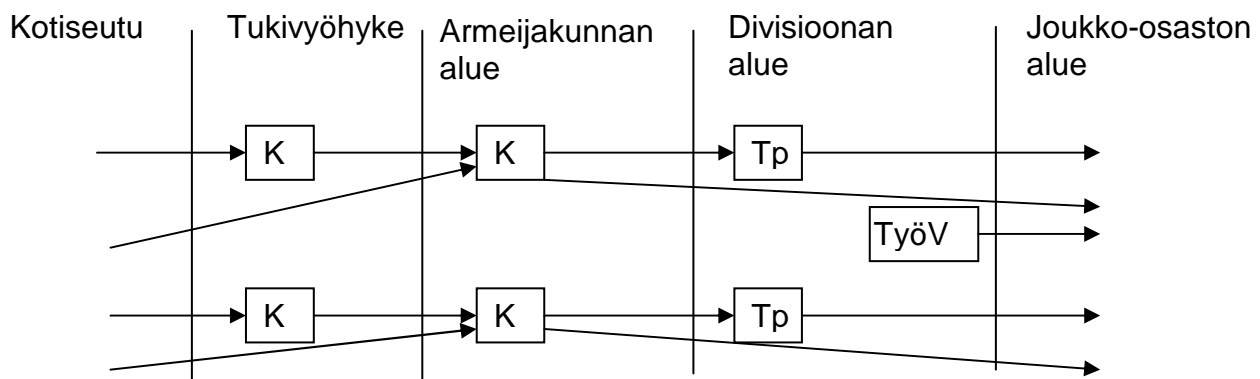 Kotiseutu
Tukivyöhyke
Armeijakunnan
alue
Divisioonan
alue
Joukko-osaston
alue
K
K
Tp
TyöV
K
K
Tp